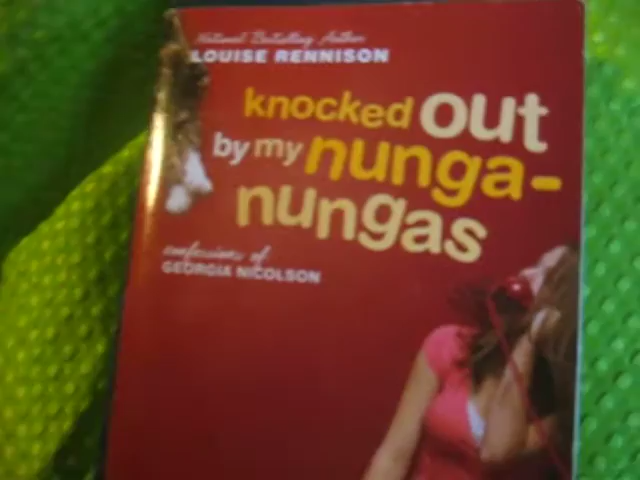 National Bestselling Author
LOUISE RENNISON
knocked out
by my nunga-
nungas
confessions of
GEORGIA NICOLSON